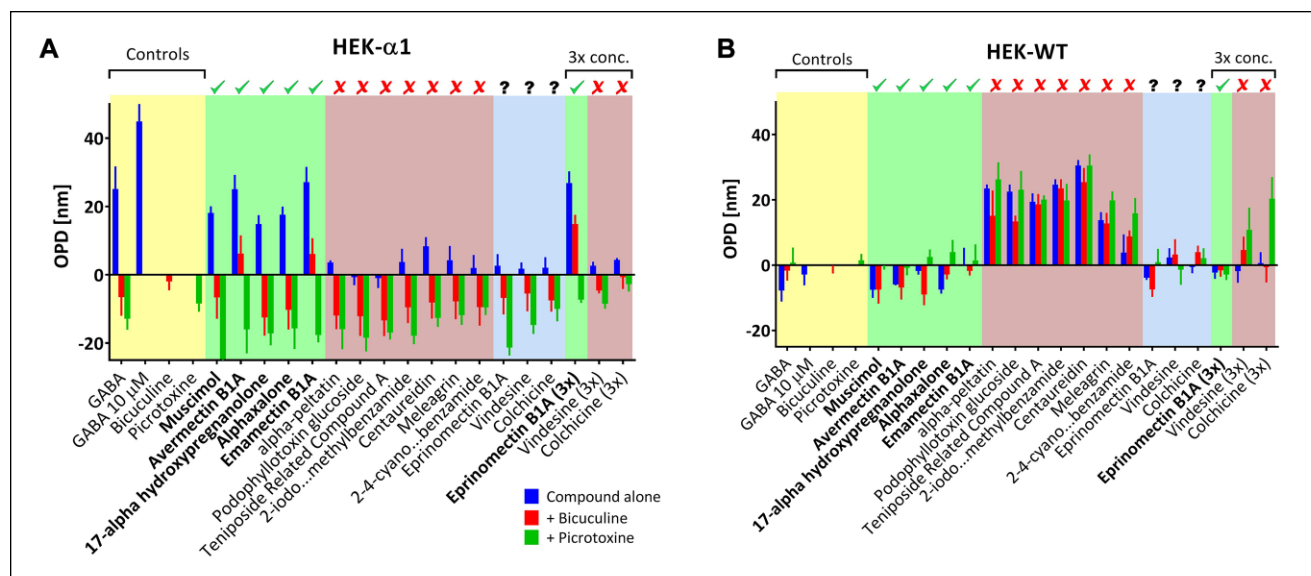 A
HEK-α1
Controls
3x conc.
✓ ✓ ✓ ✓ ✓ ✗ ✗ ✗ ✗ ✗ ✗ ✗ ? ? ? ✓ ✗ ✗
OPD [nm]
40
20
0
-20
GABA
GABA 10 µM
Bicuculine
Picrotoxine
Muscimol
Avermectin B1A
17-alpha hydroxypregnanolone
Alphaxalone
Emamectin B1A
alpha-peltatin
Podophyllotoxin glucoside
Teniposide Related Compound A
2-iodo...methylbenzamide
Centaureidin
Meleagrin
2-4-cyano...benzamide
Eprinomectin B1A
Vindesine
Colchicine
Eprinomectin B1A (3x)
Vindesine (3x)
Colchicine (3x)
Compound alone
+ Bicuculine
+ Picrotoxine
B
HEK-WT
Controls
3x conc.
✓ ✓ ✓ ✓ ✓ ✗ ✗ ✗ ✗ ✗ ✗ ✗ ? ? ? ✓ ✗ ✗
OPD [nm]
40
20
0
-20
GABA
GABA 10 µM
Bicuculine
Picrotoxine
Muscimol
Avermectin B1A
17-alpha hydroxypregnanolone
Alphaxalone
Emamectin B1A
alpha-peltatin
Podophyllotoxin glucoside
Teniposide Related Compound A
2-iodo...methylbenzamide
Centaureidin
Meleagrin
2-4-cyano...benzamide
Eprinomectin B1A
Vindesine
Colchicine
Eprinomectin B1A (3x)
Vindesine (3x)
Colchicine (3x)